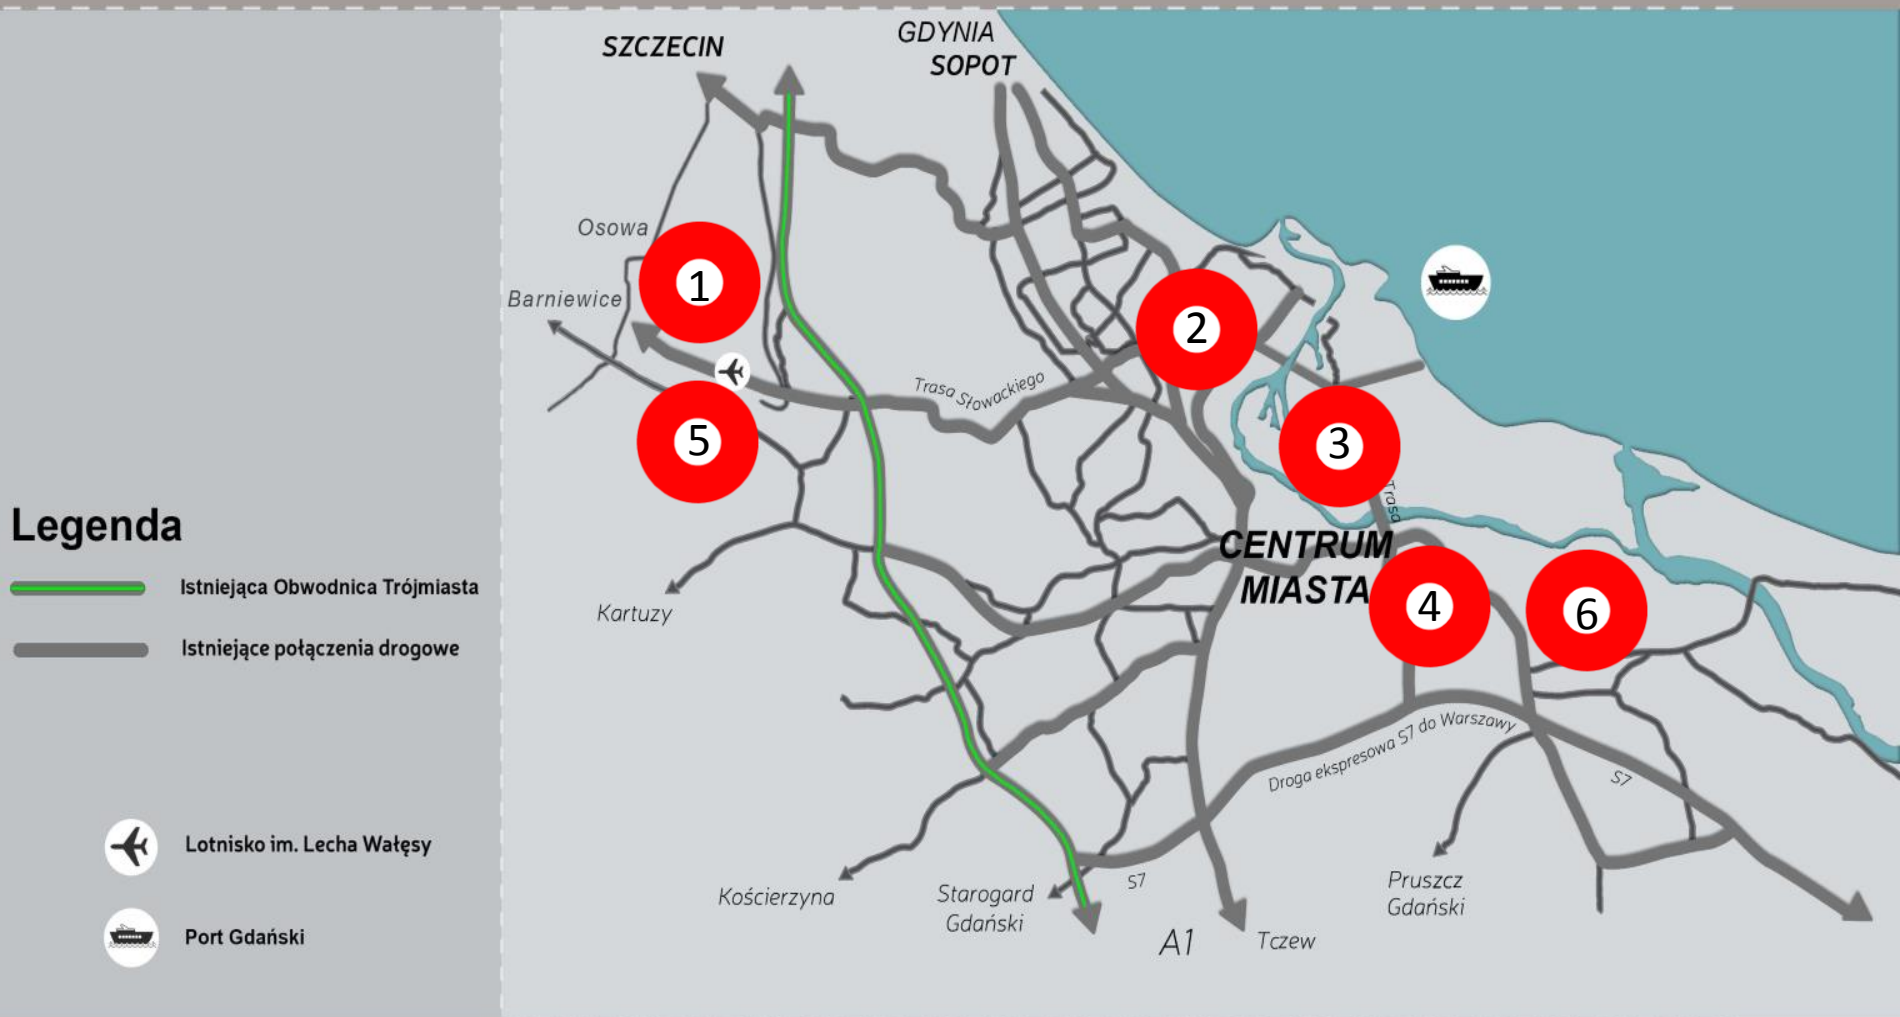 GDYNIA
SOPOT
SZCZECIN
Osowa
1
Barniewice
2
Trasa Słowackiego
5
3
Trasa
CENTRUM
MIASTA
4
6
Kartuzy
Droga ekspresowa S7 do Warszawy
S7
Kościerzyna
Starogard
Gdański
S7
A1
Tczew
Pruszcz
Gdański
Legenda
Istniejąca Obwodnica Trójmiasta
Istniejące połączenia drogowe
Lotnisko im. Lecha Wałęsy
Port Gdański